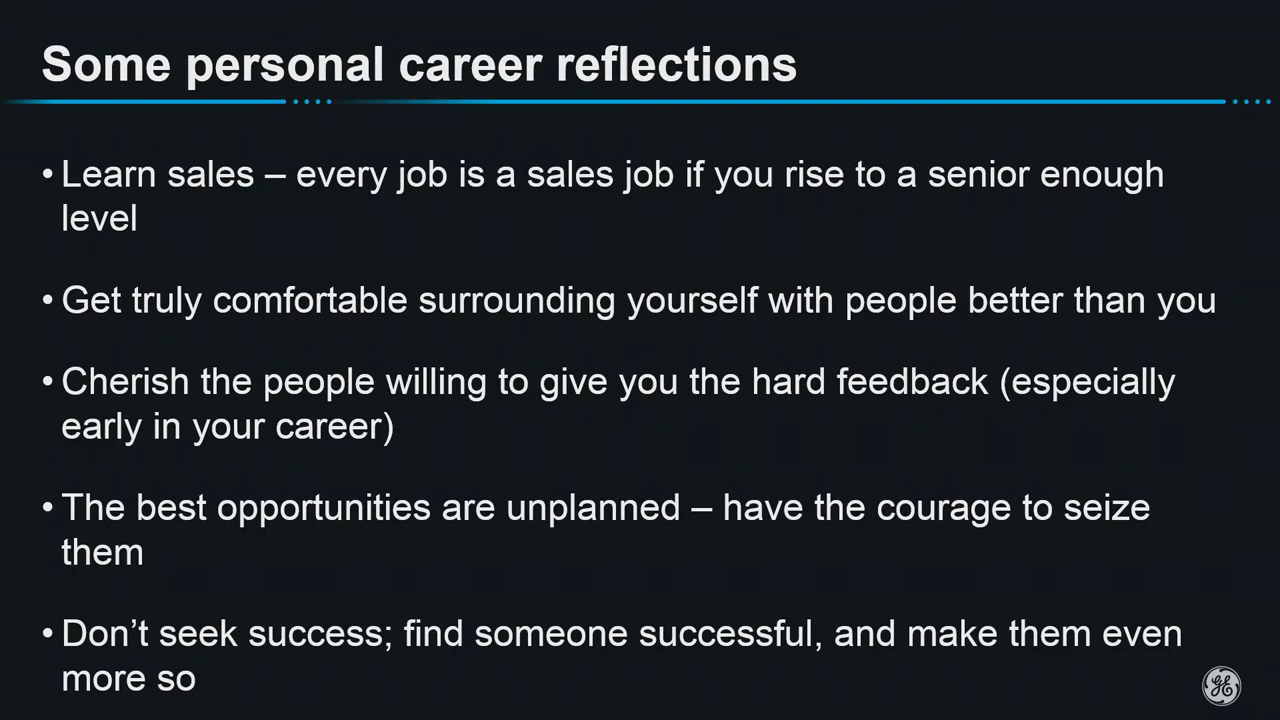 Some personal career reflections
• Learn sales – every job is a sales job if you rise to a senior enough
level
• Get truly comfortable surrounding yourself with people better than you
• Cherish the people willing to give you the hard feedback (especially
early in your career)
• The best opportunities are unplanned – have the courage to seize
them
• Don’t seek success; find someone successful, and make them even
more so
GE